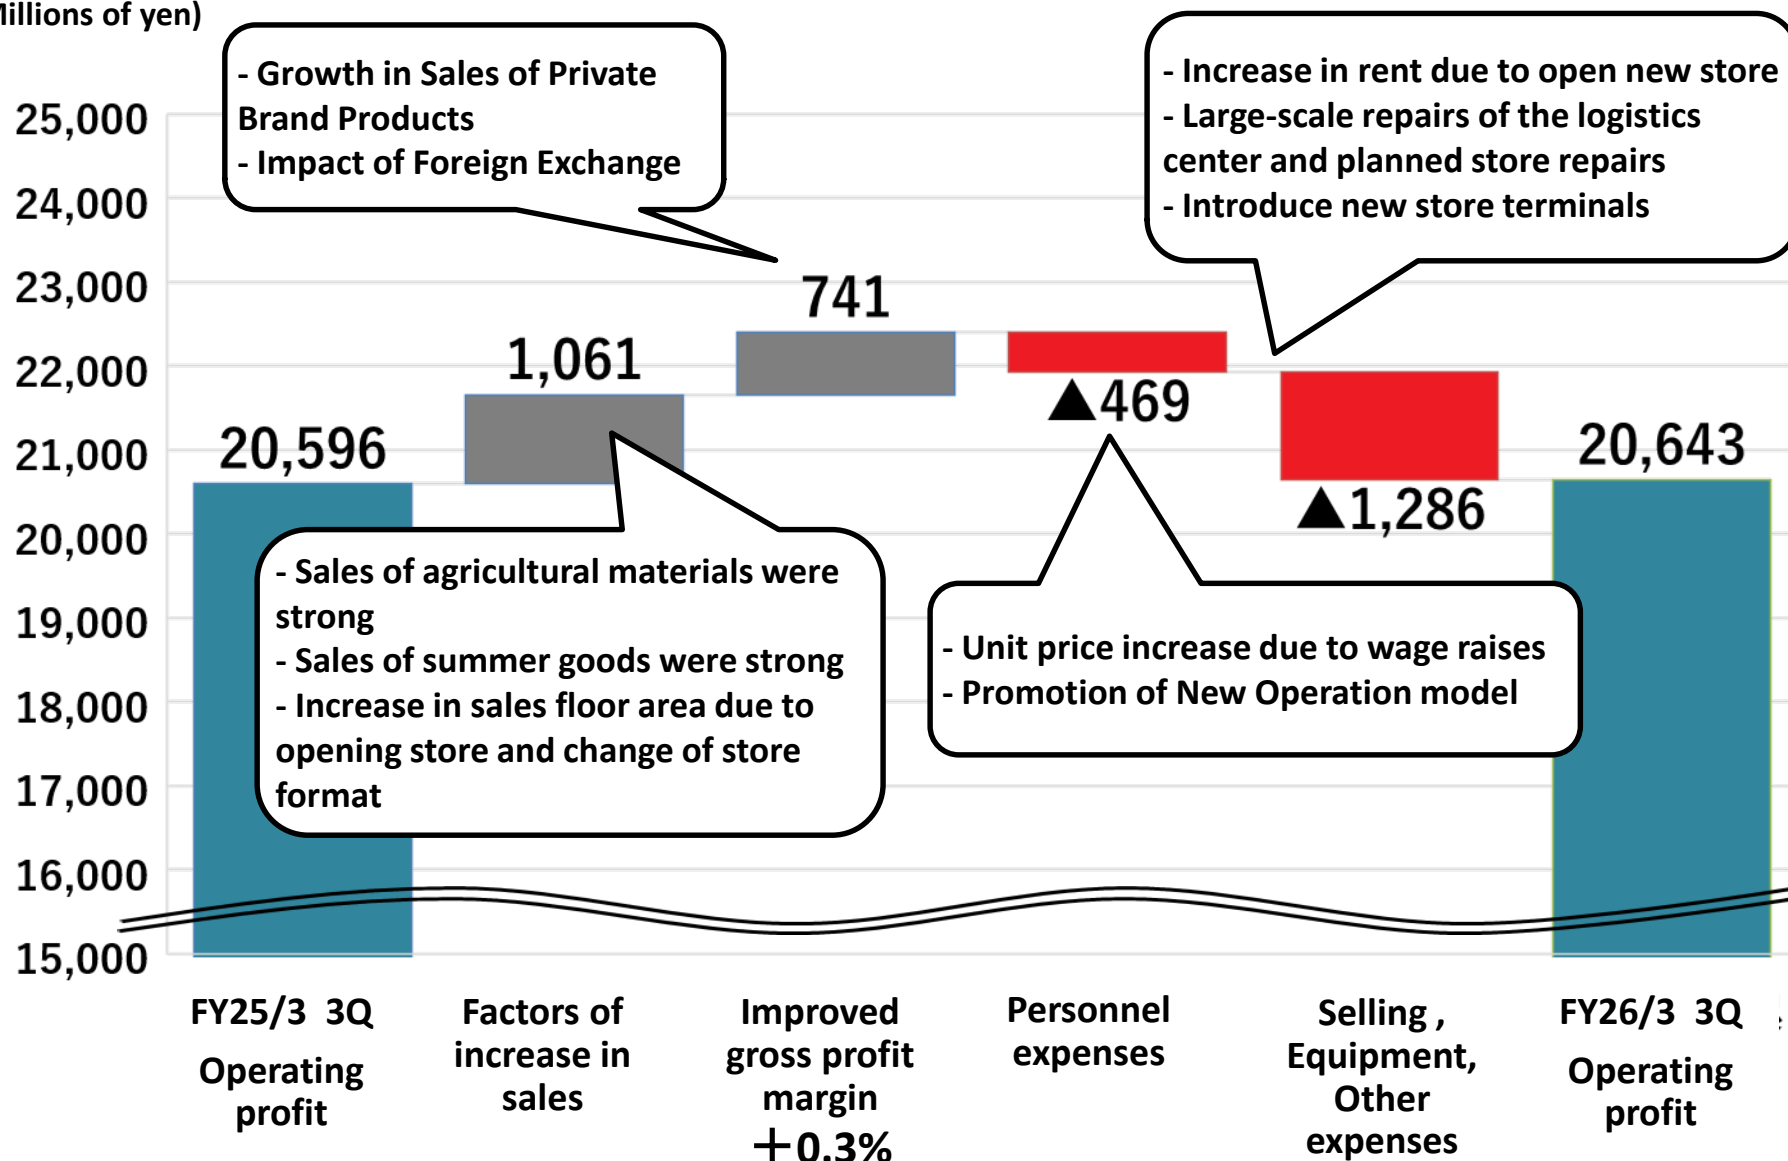 Millions of yen)
- Growth in Sales of Private
Brand Products
- Impact of Foreign Exchange
- Increase in rent due to open new store
- Large-scale repairs of the logistics
center and planned store repairs
- Introduce new store terminals
25,000
24,000
23,000
22,000
21,000
20,000
19,000
18,000
17,000
16,000
15,000
20,596
1,061
741
▲469
▲1,286
20,643
- Sales of agricultural materials were
strong
- Sales of summer goods were strong
- Increase in sales floor area due to
opening store and change of store
format
- Unit price increase due to wage raises
- Promotion of New Operation model
FY25/3 3Q
Operating
profit
Factors of
increase in
sales
Improved
gross profit
margin
+0.3%
Personnel
expenses
Selling ,
Equipment,
Other
expenses
FY26/3 3Q
Operating
profit